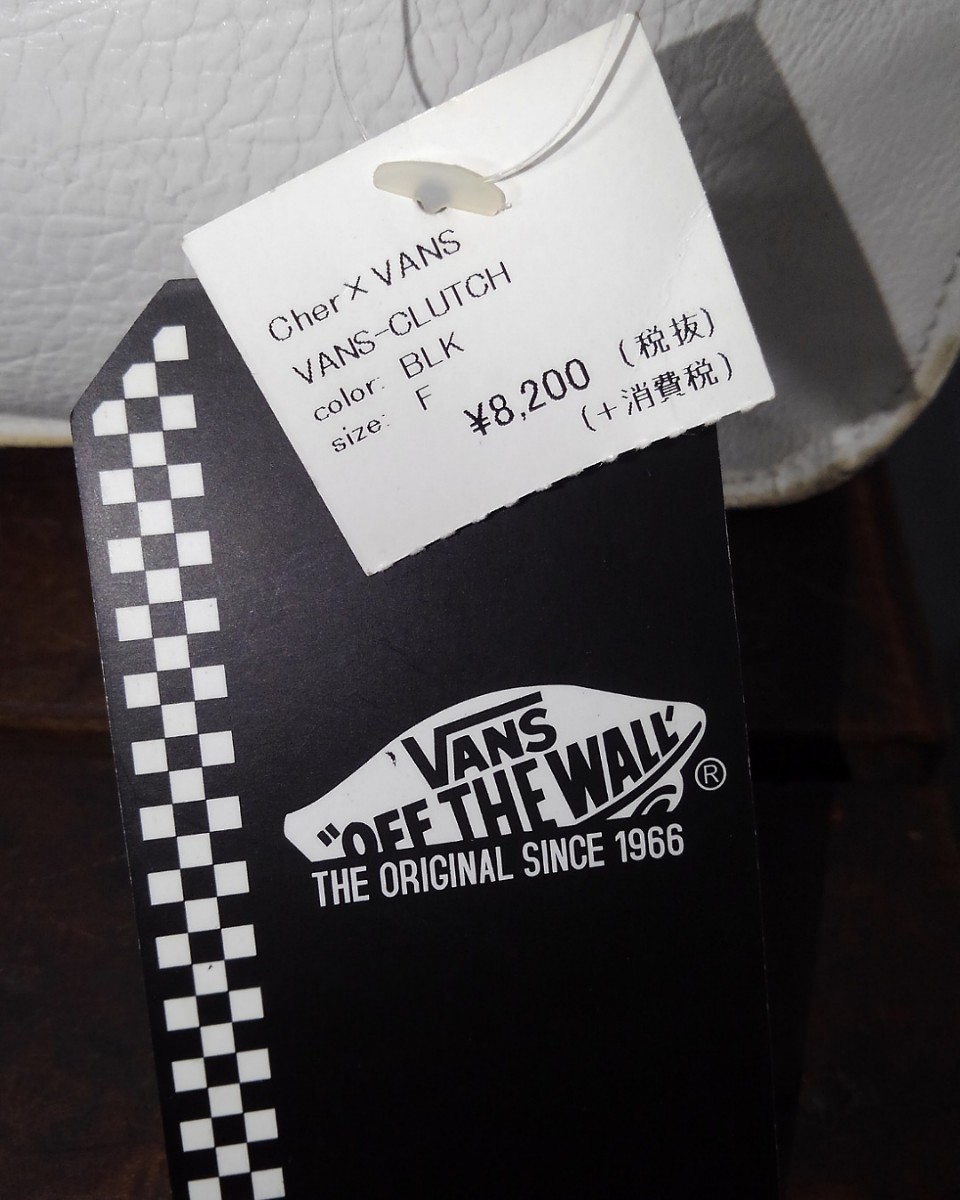 Cher×VANS
VANS-CLUTCH
color: BLK
size: F
¥8,200 (税抜)
(+消費税)
VANS
"OFF THE WALL"
®
THE ORIGINAL SINCE 1966